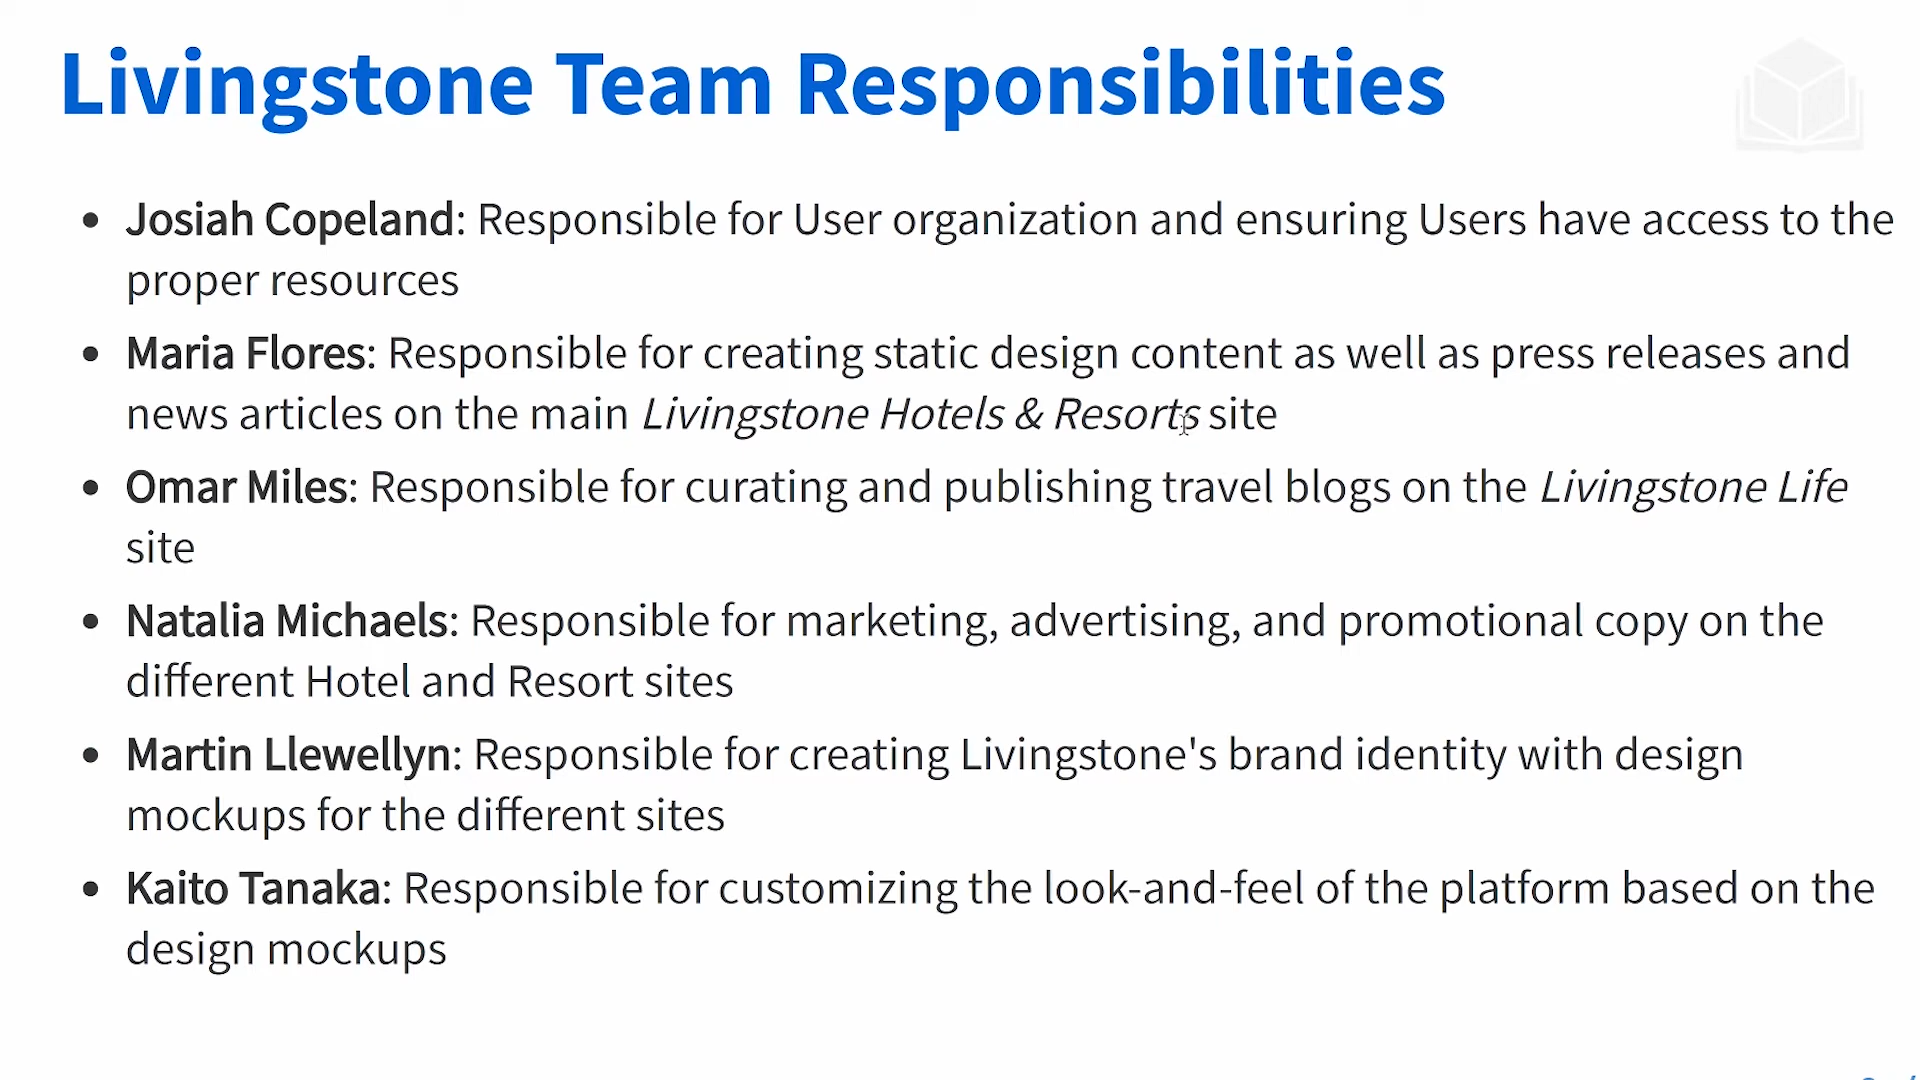 Livingstone Team Responsibilities
• Josiah Copeland: Responsible for User organization and ensuring Users have access to the
proper resources
• Maria Flores: Responsible for creating static design content as well as press releases and
news articles on the main Livingstone Hotels & Resorts site
• Omar Miles: Responsible for curating and publishing travel blogs on the Livingstone Life
site
• Natalia Michaels: Responsible for marketing, advertising, and promotional copy on the
different Hotel and Resort sites
• Martin Llewellyn: Responsible for creating Livingstone's brand identity with design
mockups for the different sites
• Kaito Tanaka: Responsible for customizing the look-and-feel of the platform based on the
design mockups